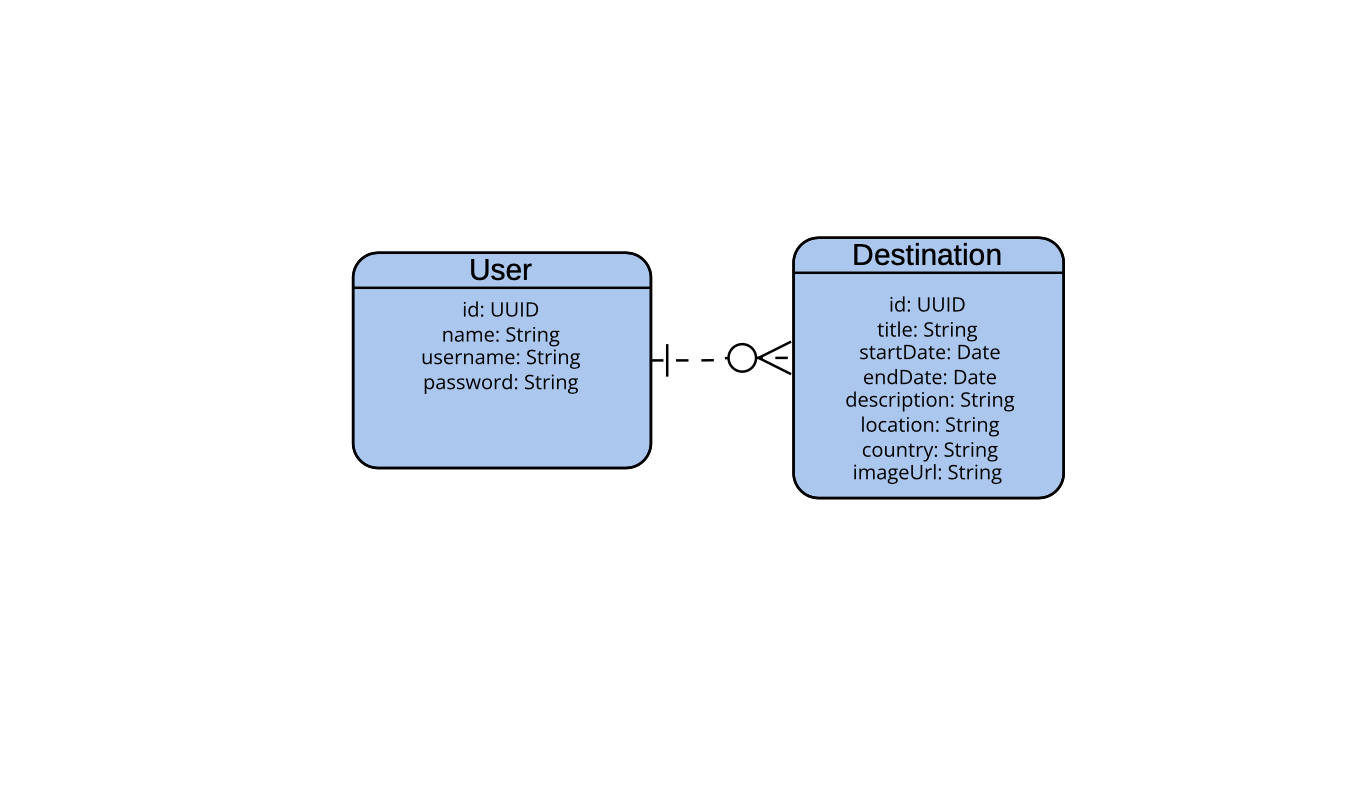 User
id: UUID
name: String
username: String
password: String
Destination
id: UUID
title: String
startDate: Date
endDate: Date
description: String
location: String
country: String
imageUrl: String